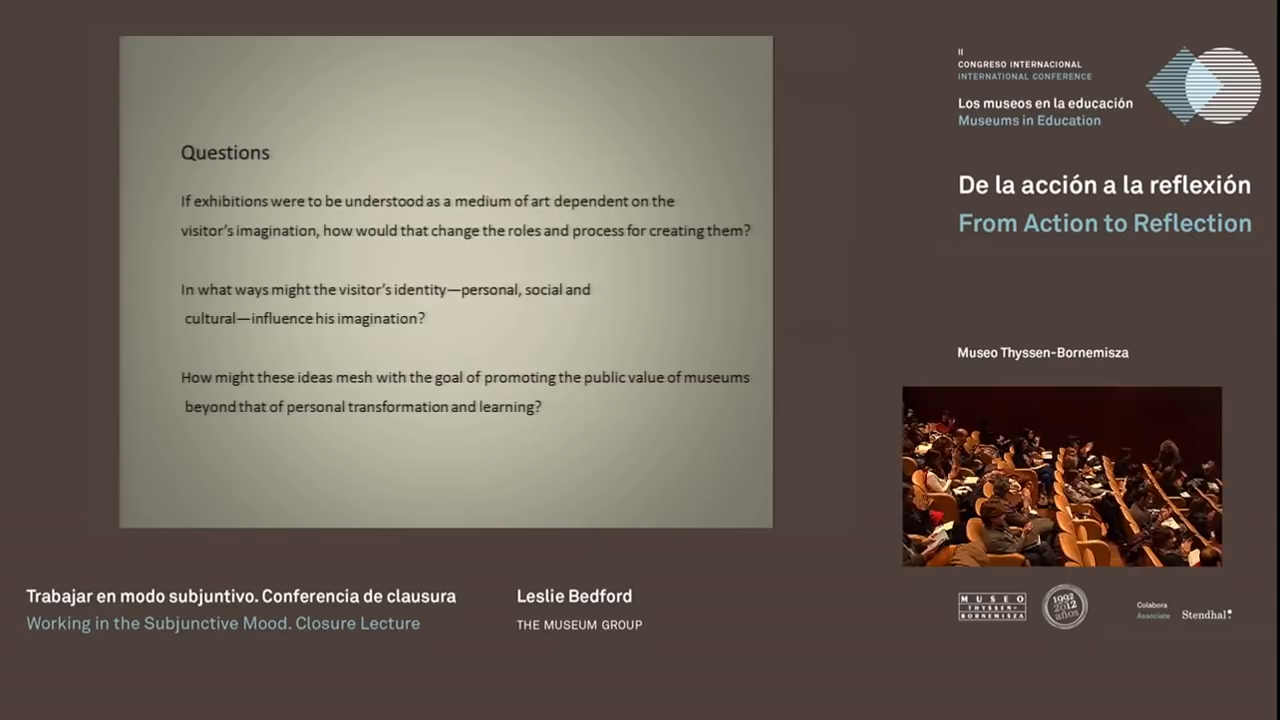 Questions
If exhibitions were to be understood as a medium of art dependent on the
visitor's imagination, how would that change the roles and process for creating them?
In what ways might the visitor's identity—personal, social and
cultural—influence his imagination?
How might these ideas mesh with the goal of promoting the public value of museums
beyond that of personal transformation and learning?
Trabajar en modo subjuntivo. Conferencia de clausura
Working in the Subjunctive Mood. Closure Lecture
Leslie Bedford
THE MUSEUM GROUP
II
CONGRESO INTERNACIONAL
INTERNATIONAL CONFERENCE
Los museos en la educación
Museums in Education
De la acción a la reflexión
From Action to Reflection
Museo Thyssen-Bornemisza
MUSEO
THYSSEN-
BORNEMISZA
1992
2012
años
Colabora
Associate
Stendhal: